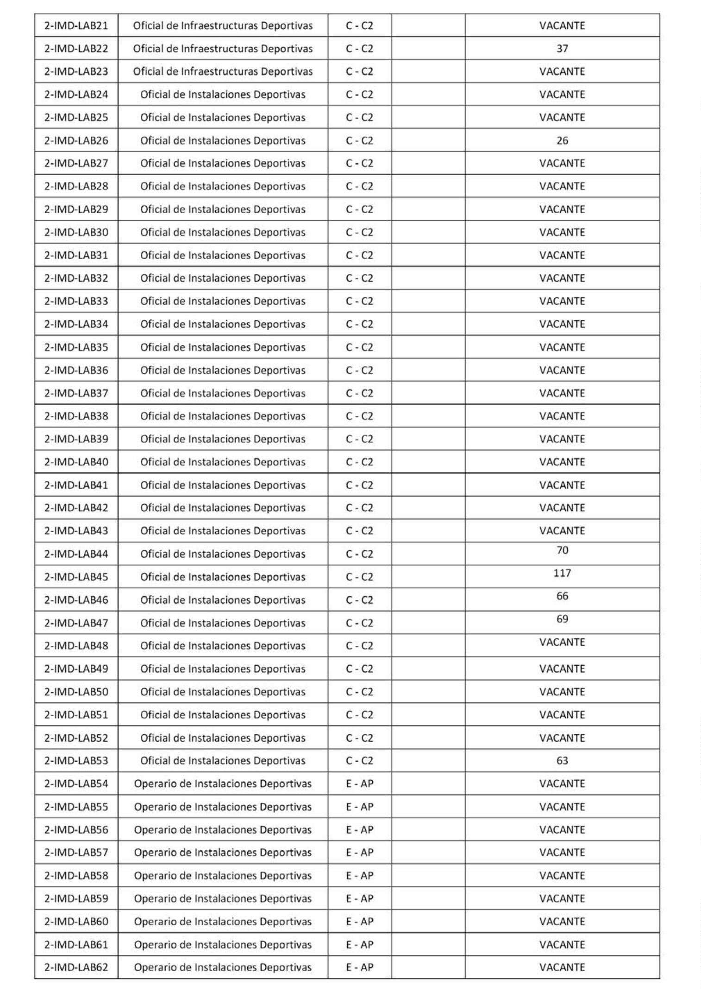 2-IMD-LAB21 Oficial de Infraestructuras Deportivas C - C2 VACANTE
2-IMD-LAB22 Oficial de Infraestructuras Deportivas C - C2 37
2-IMD-LAB23 Oficial de Infraestructuras Deportivas C - C2 VACANTE
2-IMD-LAB24 Oficial de Instalaciones Deportivas C - C2 VACANTE
2-IMD-LAB25 Oficial de Instalaciones Deportivas C - C2 VACANTE
2-IMD-LAB26 Oficial de Instalaciones Deportivas C - C2 26
2-IMD-LAB27 Oficial de Instalaciones Deportivas C - C2 VACANTE
2-IMD-LAB28 Oficial de Instalaciones Deportivas C - C2 VACANTE
2-IMD-LAB29 Oficial de Instalaciones Deportivas C - C2 VACANTE
2-IMD-LAB30 Oficial de Instalaciones Deportivas C - C2 VACANTE
2-IMD-LAB31 Oficial de Instalaciones Deportivas C - C2 VACANTE
2-IMD-LAB32 Oficial de Instalaciones Deportivas C - C2 VACANTE
2-IMD-LAB33 Oficial de Instalaciones Deportivas C - C2 VACANTE
2-IMD-LAB34 Oficial de Instalaciones Deportivas C - C2 VACANTE
2-IMD-LAB35 Oficial de Instalaciones Deportivas C - C2 VACANTE
2-IMD-LAB36 Oficial de Instalaciones Deportivas C - C2 VACANTE
2-IMD-LAB37 Oficial de Instalaciones Deportivas C - C2 VACANTE
2-IMD-LAB38 Oficial de Instalaciones Deportivas C - C2 VACANTE
2-IMD-LAB39 Oficial de Instalaciones Deportivas C - C2 VACANTE
2-IMD-LAB40 Oficial de Instalaciones Deportivas C - C2 VACANTE
2-IMD-LAB41 Oficial de Instalaciones Deportivas C - C2 VACANTE
2-IMD-LAB42 Oficial de Instalaciones Deportivas C - C2 VACANTE
2-IMD-LAB43 Oficial de Instalaciones Deportivas C - C2 VACANTE
2-IMD-LAB44 Oficial de Instalaciones Deportivas C - C2 70
2-IMD-LAB45 Oficial de Instalaciones Deportivas C - C2 117
2-IMD-LAB46 Oficial de Instalaciones Deportivas C - C2 66
2-IMD-LAB47 Oficial de Instalaciones Deportivas C - C2 69
2-IMD-LAB48 Oficial de Instalaciones Deportivas C - C2 VACANTE
2-IMD-LAB49 Oficial de Instalaciones Deportivas C - C2 VACANTE
2-IMD-LAB50 Oficial de Instalaciones Deportivas C - C2 VACANTE
2-IMD-LAB51 Oficial de Instalaciones Deportivas C - C2 VACANTE
2-IMD-LAB52 Oficial de Instalaciones Deportivas C - C2 VACANTE
2-IMD-LAB53 Oficial de Instalaciones Deportivas C - C2 63
2-IMD-LAB54 Operario de Instalaciones Deportivas E - AP VACANTE
2-IMD-LAB55 Operario de Instalaciones Deportivas E - AP VACANTE
2-IMD-LAB56 Operario de Instalaciones Deportivas E - AP VACANTE
2-IMD-LAB57 Operario de Instalaciones Deportivas E - AP VACANTE
2-IMD-LAB58 Operario de Instalaciones Deportivas E - AP VACANTE
2-IMD-LAB59 Operario de Instalaciones Deportivas E - AP VACANTE
2-IMD-LAB60 Operario de Instalaciones Deportivas E - AP VACANTE
2-IMD-LAB61 Operario de Instalaciones Deportivas E - AP VACANTE
2-IMD-LAB62 Operario de Instalaciones Deportivas E - AP VACANTE